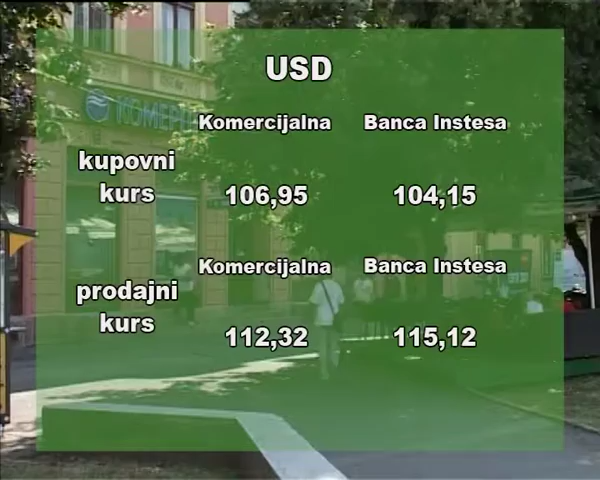 USD
Komercijalna Banca Instesa
kupovni
kurs 106,95 104,15
Komercijalna Banca Instesa
prodajni
kurs 112,32 115,12